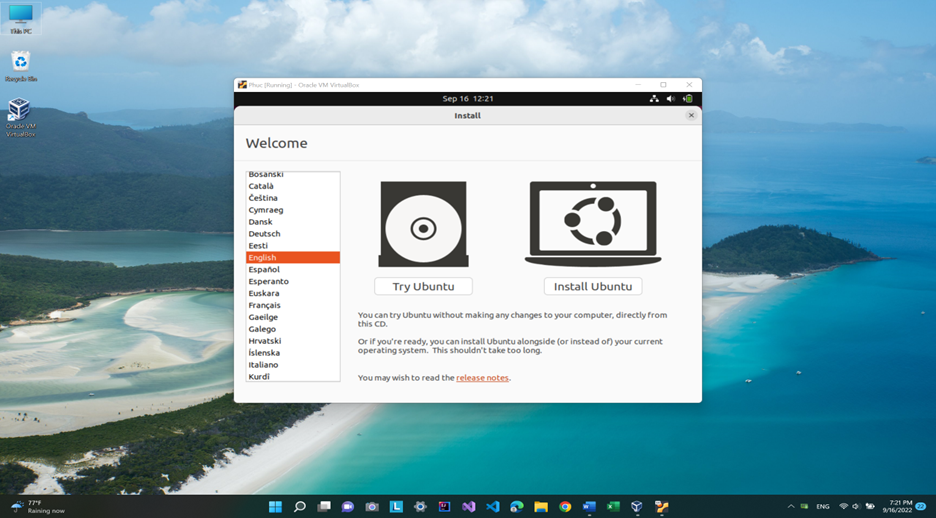 This PC
Recycle Bin
Oracle VM
VirtualBox
Phuc [Running] - Oracle VM VirtualBox
Sep 16 12:21
Install
Welcome
Bosanski
Català
Čeština
Cymraeg
Dansk
Deutsch
Eesti
English
Español
Esperanto
Euskara
Français
Gaeilge
Galego
Hrvatski
Íslenska
Italiano
Kurdî
Try Ubuntu
Install Ubuntu
You can try Ubuntu without making any changes to your computer, directly from
this CD.
Or if you're ready, you can install Ubuntu alongside (or instead of) your current
operating system. This shouldn't take too long.
You may wish to read the release notes.
77°F
Raining now
ENG
7:21 PM
9/16/2022
22